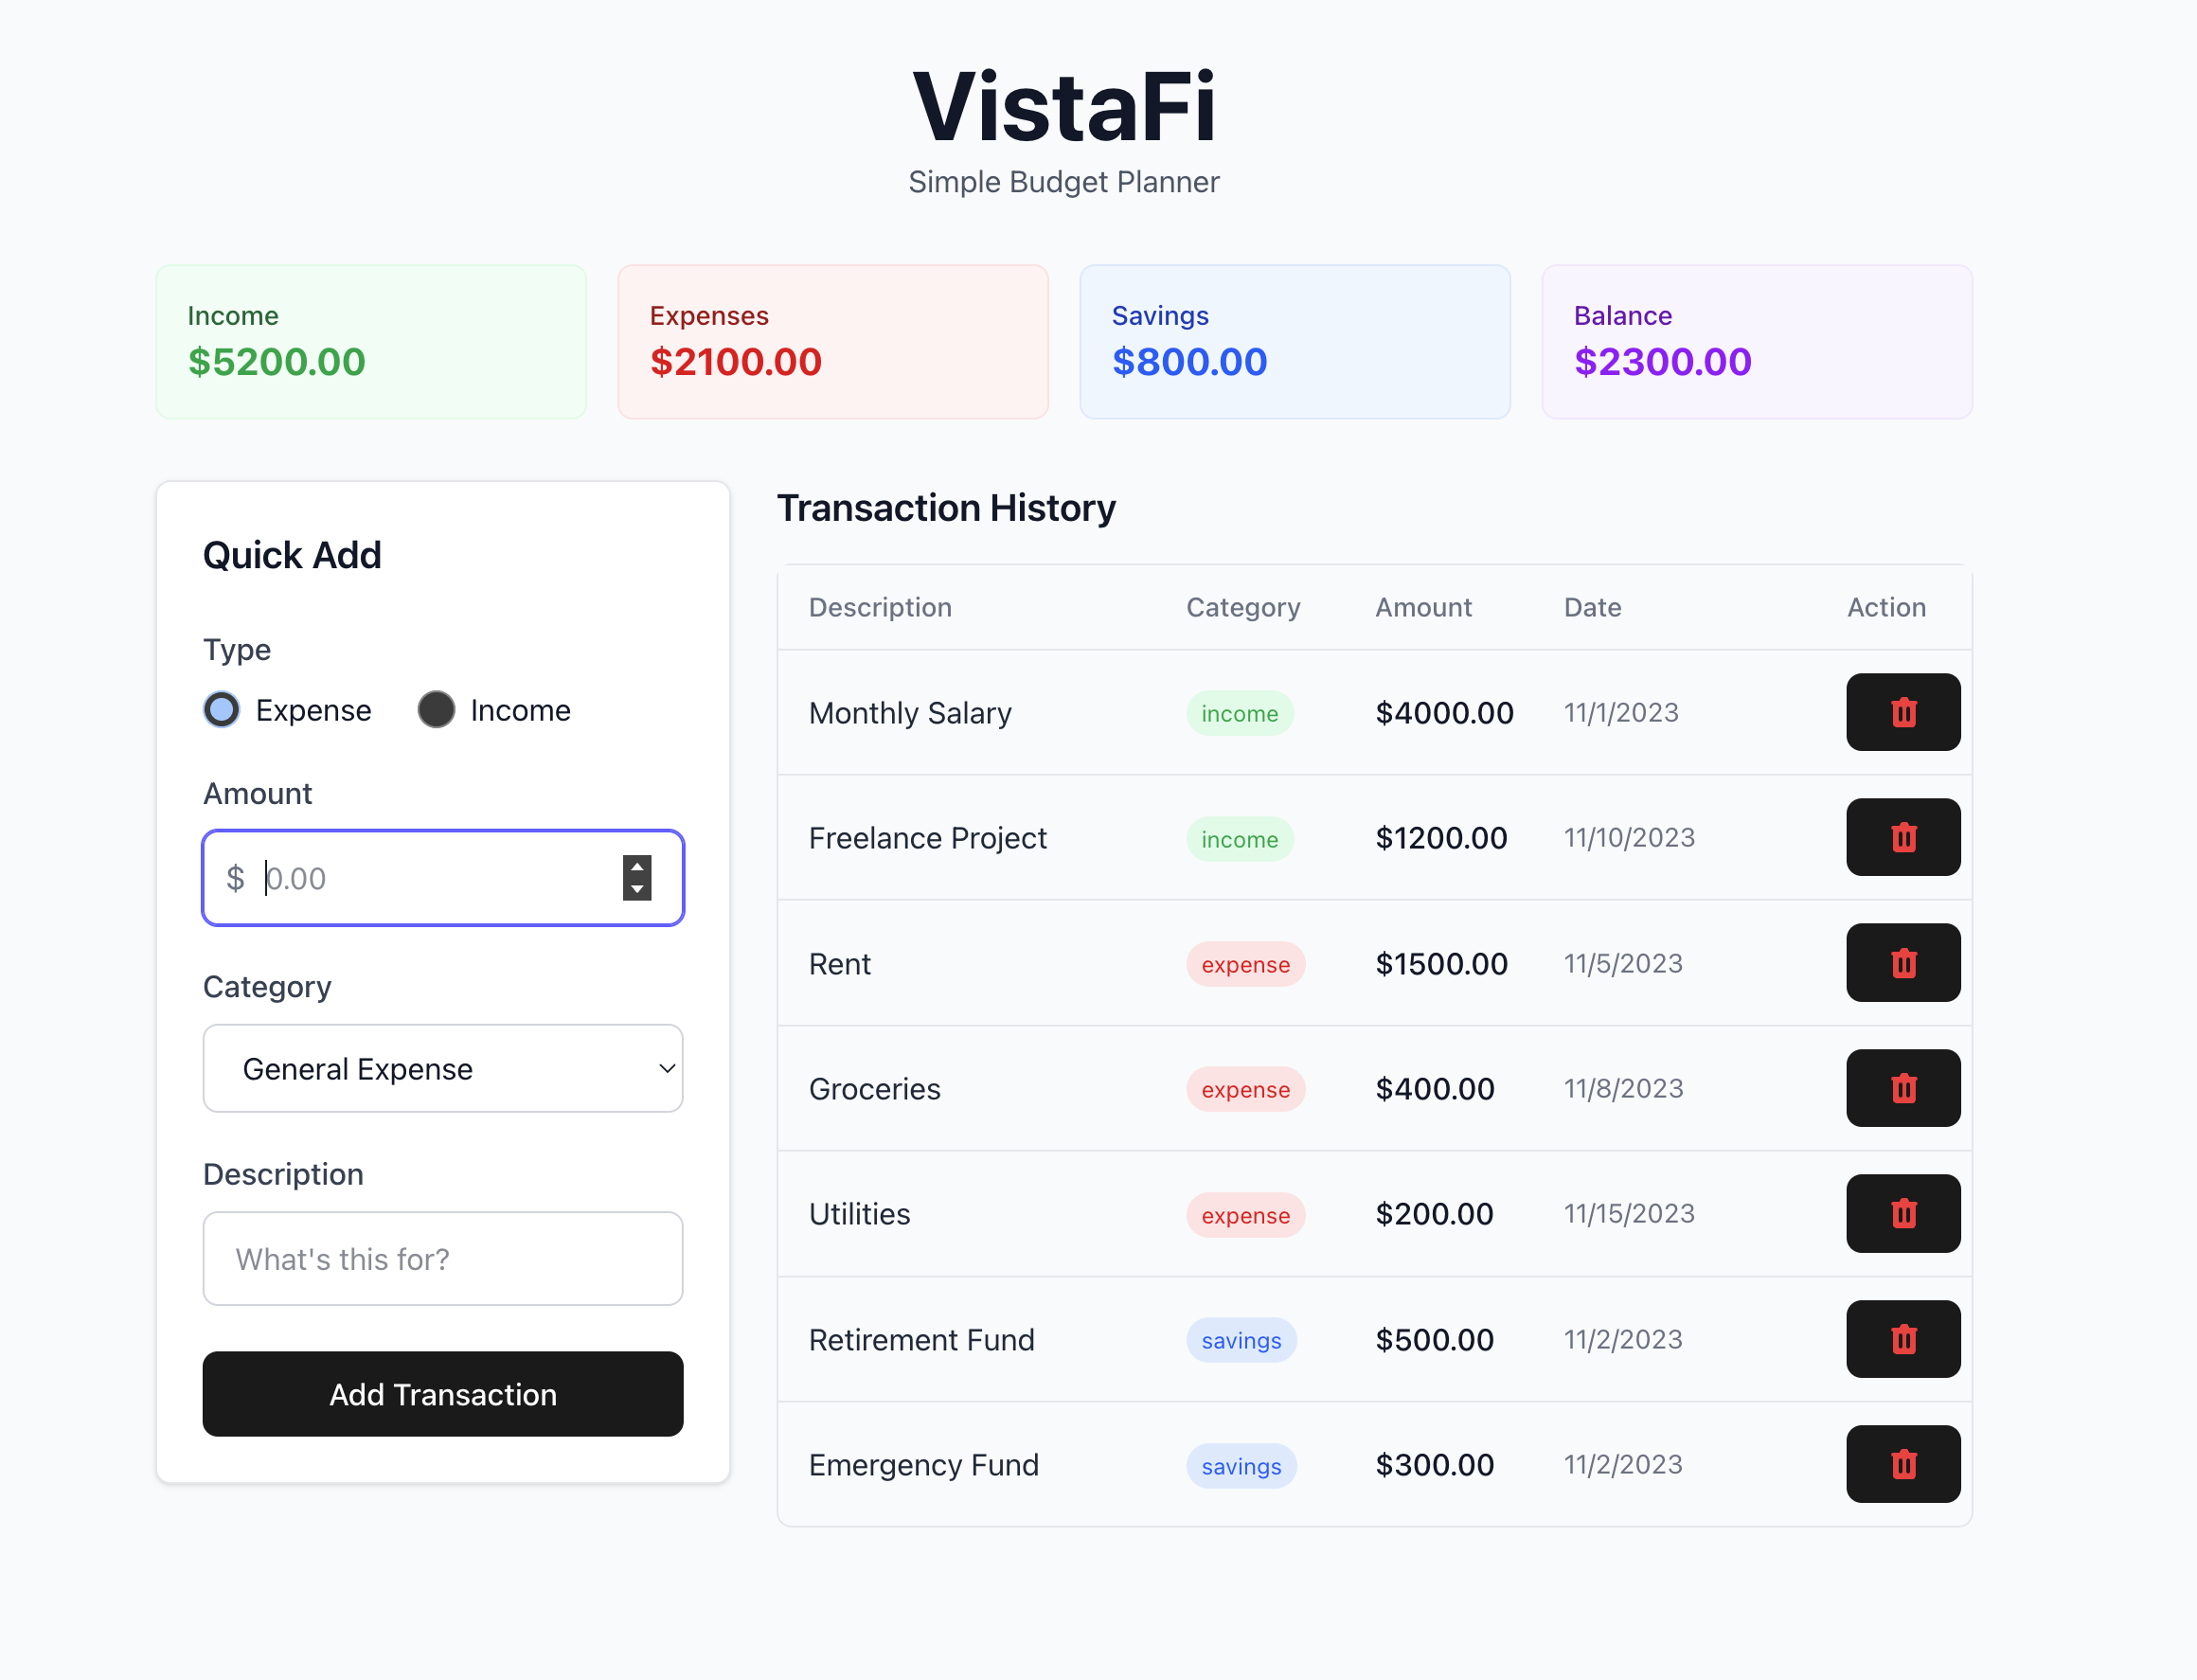 VistaFi
Simple Budget Planner
Income
$5200.00
Expenses
$2100.00
Savings
$800.00
Balance
$2300.00
Quick Add
Type
Expense Income
Amount
$ 0.00
Category
General Expense
Description
What's this for?
Add Transaction
Transaction History
Description Category Amount Date Action
Monthly Salary income $4000.00 11/1/2023
Freelance Project income $1200.00 11/10/2023
Rent expense $1500.00 11/5/2023
Groceries expense $400.00 11/8/2023
Utilities expense $200.00 11/15/2023
Retirement Fund savings $500.00 11/2/2023
Emergency Fund savings $300.00 11/2/2023